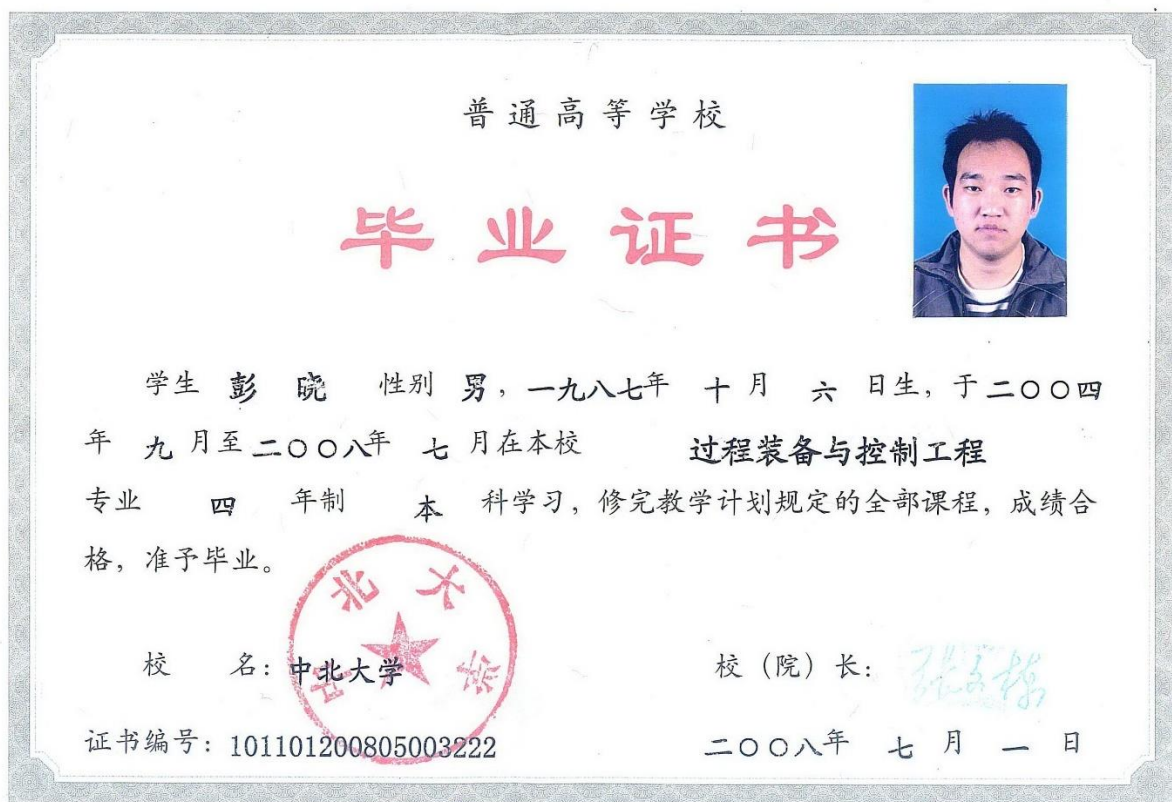 普通高等学校
毕业证书
学生 彭 晓 性别 男，一九八七年 十月 六 日生，于二〇〇四
年 九 月至二〇〇八年 七 月在本校 过程装备与控制工程
专业 四 年制 本 科学习，修完教学计划规定的全部课程，成绩合
格，准予毕业。
中北大学
校 名：中北大学 校（院）长：
证书编号：101101200805003222 二〇〇八年 七 月 一 日